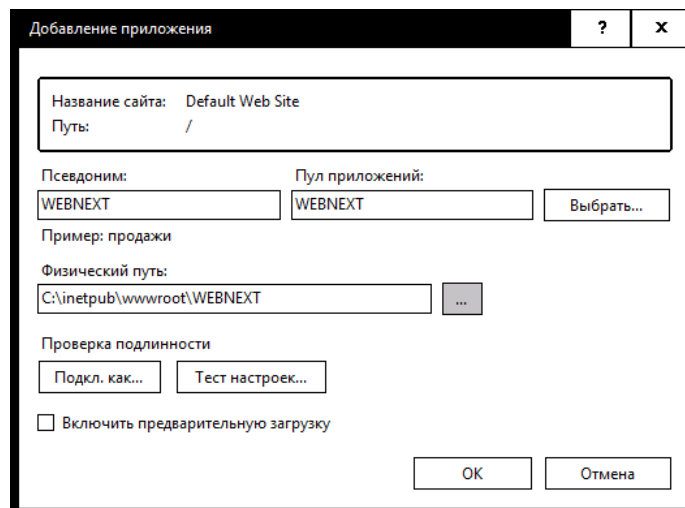 Добавление приложения ? x
Название сайта: Default Web Site
Путь: /
Псевдоним: Пул приложений:
WEBNEXT WEBNEXT Выбрать...
Пример: продажи
Физический путь:
C:\inetpub\wwwroot\WEBNEXT ...
Проверка подлинности
Подкл. как... Тест настроек...
Включить предварительную загрузку
OK Отмена